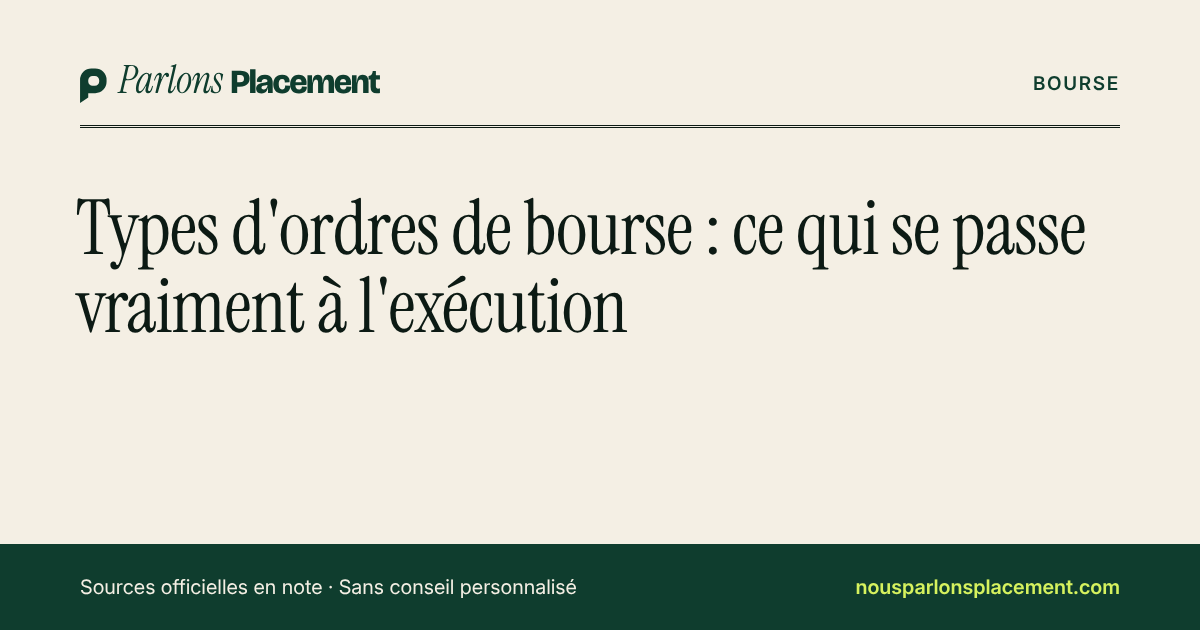 Parlons Placement
BOURSE
Types d'ordres de bourse : ce qui se passe
vraiment à l'exécution
Sources officielles en note · Sans conseil personnalisé
nousparlonsplacement.com